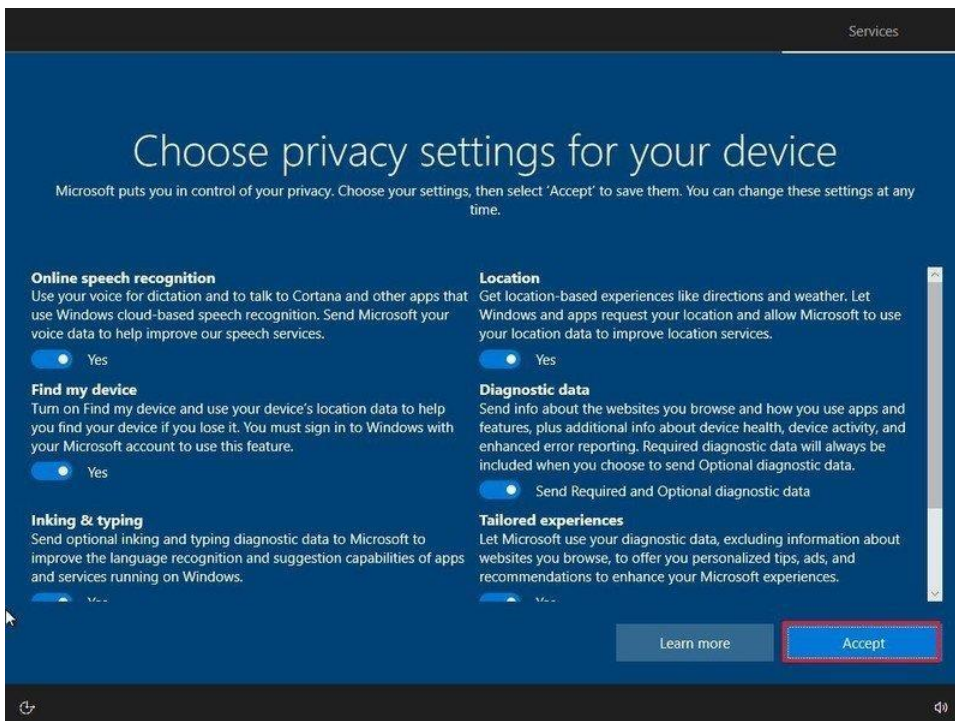 Services
Choose privacy settings for your device
Microsoft puts you in control of your privacy. Choose your settings, then select ‘Accept’ to save them. You can change these settings at any
time.
Online speech recognition
Use your voice for dictation and to talk to Cortana and other apps that
use Windows cloud-based speech recognition. Send Microsoft your
voice data to help improve our speech services.
Yes
Find my device
Turn on Find my device and use your device’s location data to help
you find your device if you lose it. You must sign in to Windows with
your Microsoft account to use this feature.
Yes
Inking & typing
Send optional inking and typing diagnostic data to Microsoft to
improve the language recognition and suggestion capabilities of apps
and services running on Windows.
Yes
Location
Get location-based experiences like directions and weather. Let
Windows and apps request your location and allow Microsoft to use
your location data to improve location services.
Yes
Diagnostic data
Send info about the websites you browse and how you use apps and
features, plus additional info about device health, device activity, and
enhanced error reporting. Required diagnostic data will always be
included when you choose to send Optional diagnostic data.
Send Required and Optional diagnostic data
Tailored experiences
Let Microsoft use your diagnostic data, excluding information about
websites you browse, to offer you personalized tips, ads, and
recommendations to enhance your Microsoft experiences.
Yes
Learn more
Accept